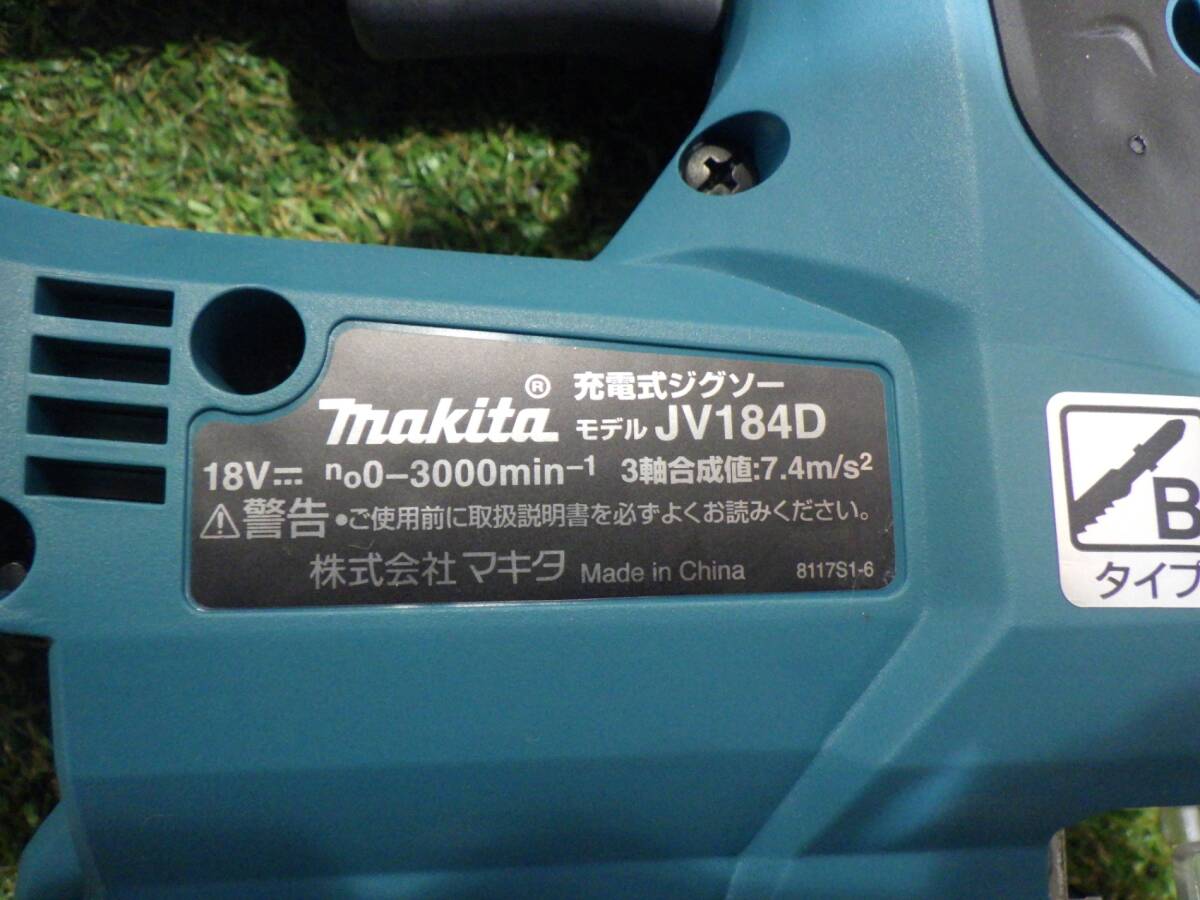 充電式ジグソー
makita® モデル JV184D
18V⎓ n₀0-3000min⁻¹ 3軸合成値:7.4m/s²
⚠警告 •ご使用前に取扱説明書を必ずよくお読みください。
株式会社マキタ Made in China 8117S1-6
B
タイプ